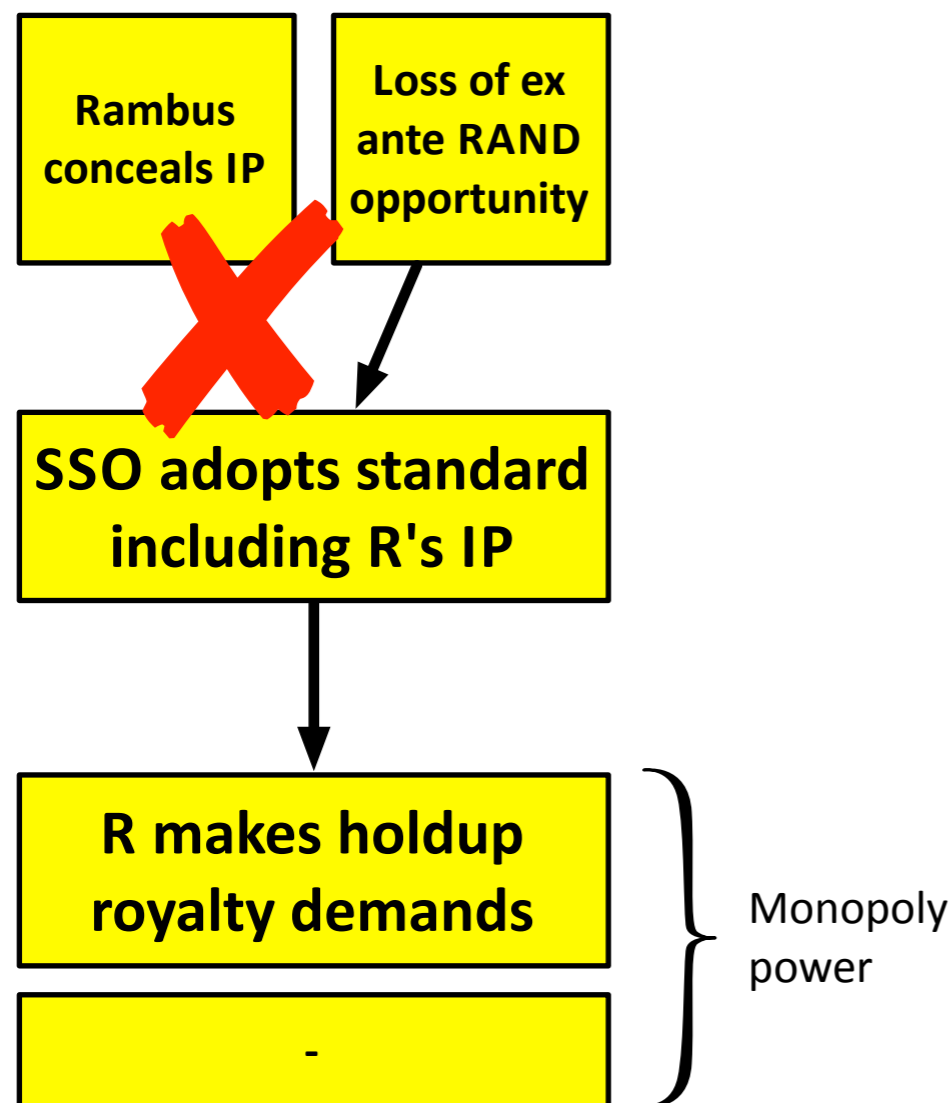 Rambus
conceals IP
Loss of ex
ante RAND
opportunity
SSO adopts standard
including R's IP
R makes holdup
royalty demands
Monopoly
power
-